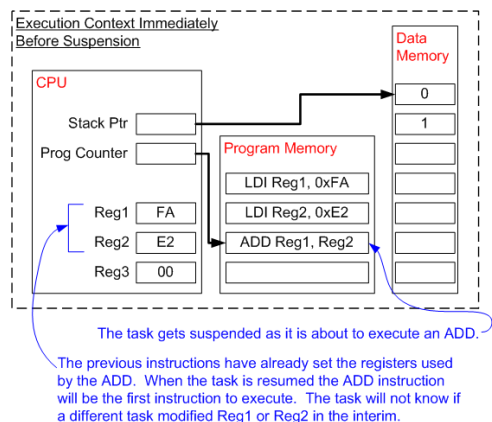 Execution Context Immediately
Before Suspension
Data
Memory
CPU
0
Stack Ptr
1
Prog Counter
Program Memory
LDI Reg1, 0xFA
Reg1 FA
LDI Reg2, 0xE2
Reg2 E2
ADD Reg1, Reg2
Reg3 00
The task gets suspended as it is about to execute an ADD.
The previous instructions have already set the registers used
by the ADD. When the task is resumed the ADD instruction
will be the first instruction to execute. The task will not know if
a different task modified Reg1 or Reg2 in the interim.